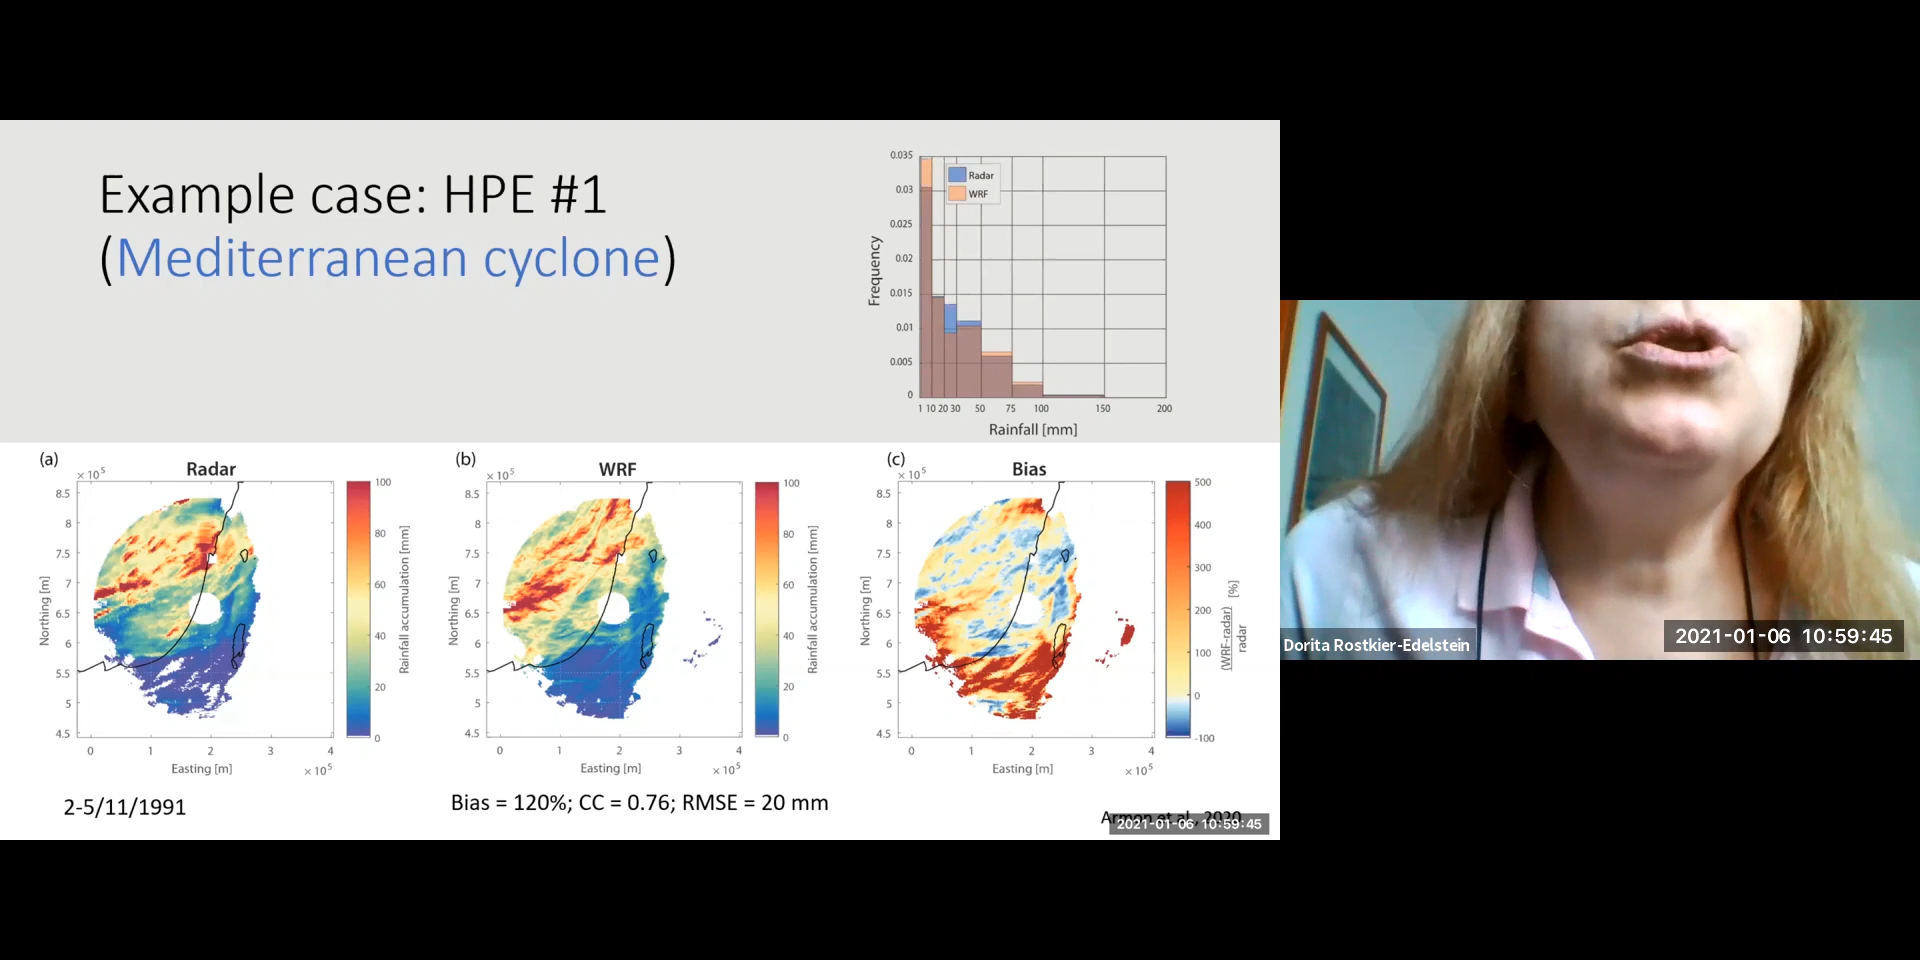 Example case: HPE #1
(Mediterranean cyclone)
0.035
0.03
0.025
0.02
0.015
0.01
0.005
0
Frequency
Radar
WRF
1 10 20 30 50 75 100 150 200
Rainfall [mm]
(a)
Radar
× 10⁵
8.5
8
7.5
7
6.5
6
5.5
5
4.5
Northing [m]
0 1 2 3 4
Easting [m] × 10⁵
100
80
60
40
20
0
Rainfall accumulation [mm]
(b)
WRF
× 10⁵
8.5
8
7.5
7
6.5
6
5.5
5
4.5
Northing [m]
0 1 2 3 4
Easting [m] × 10⁵
100
80
60
40
20
0
Rainfall accumulation [mm]
(c)
Bias
× 10⁵
8.5
8
7.5
7
6.5
6
5.5
5
4.5
Northing [m]
0 1 2 3 4
Easting [m] × 10⁵
500
400
300
200
100
0
-100
(WRF-radar)
radar
[%]
2-5/11/1991
Bias = 120%; CC = 0.76; RMSE = 20 mm
Armon et al., 2020
2021-01-06 10:59:45
Dorita Rostkier-Edelstein
2021-01-06 10:59:45